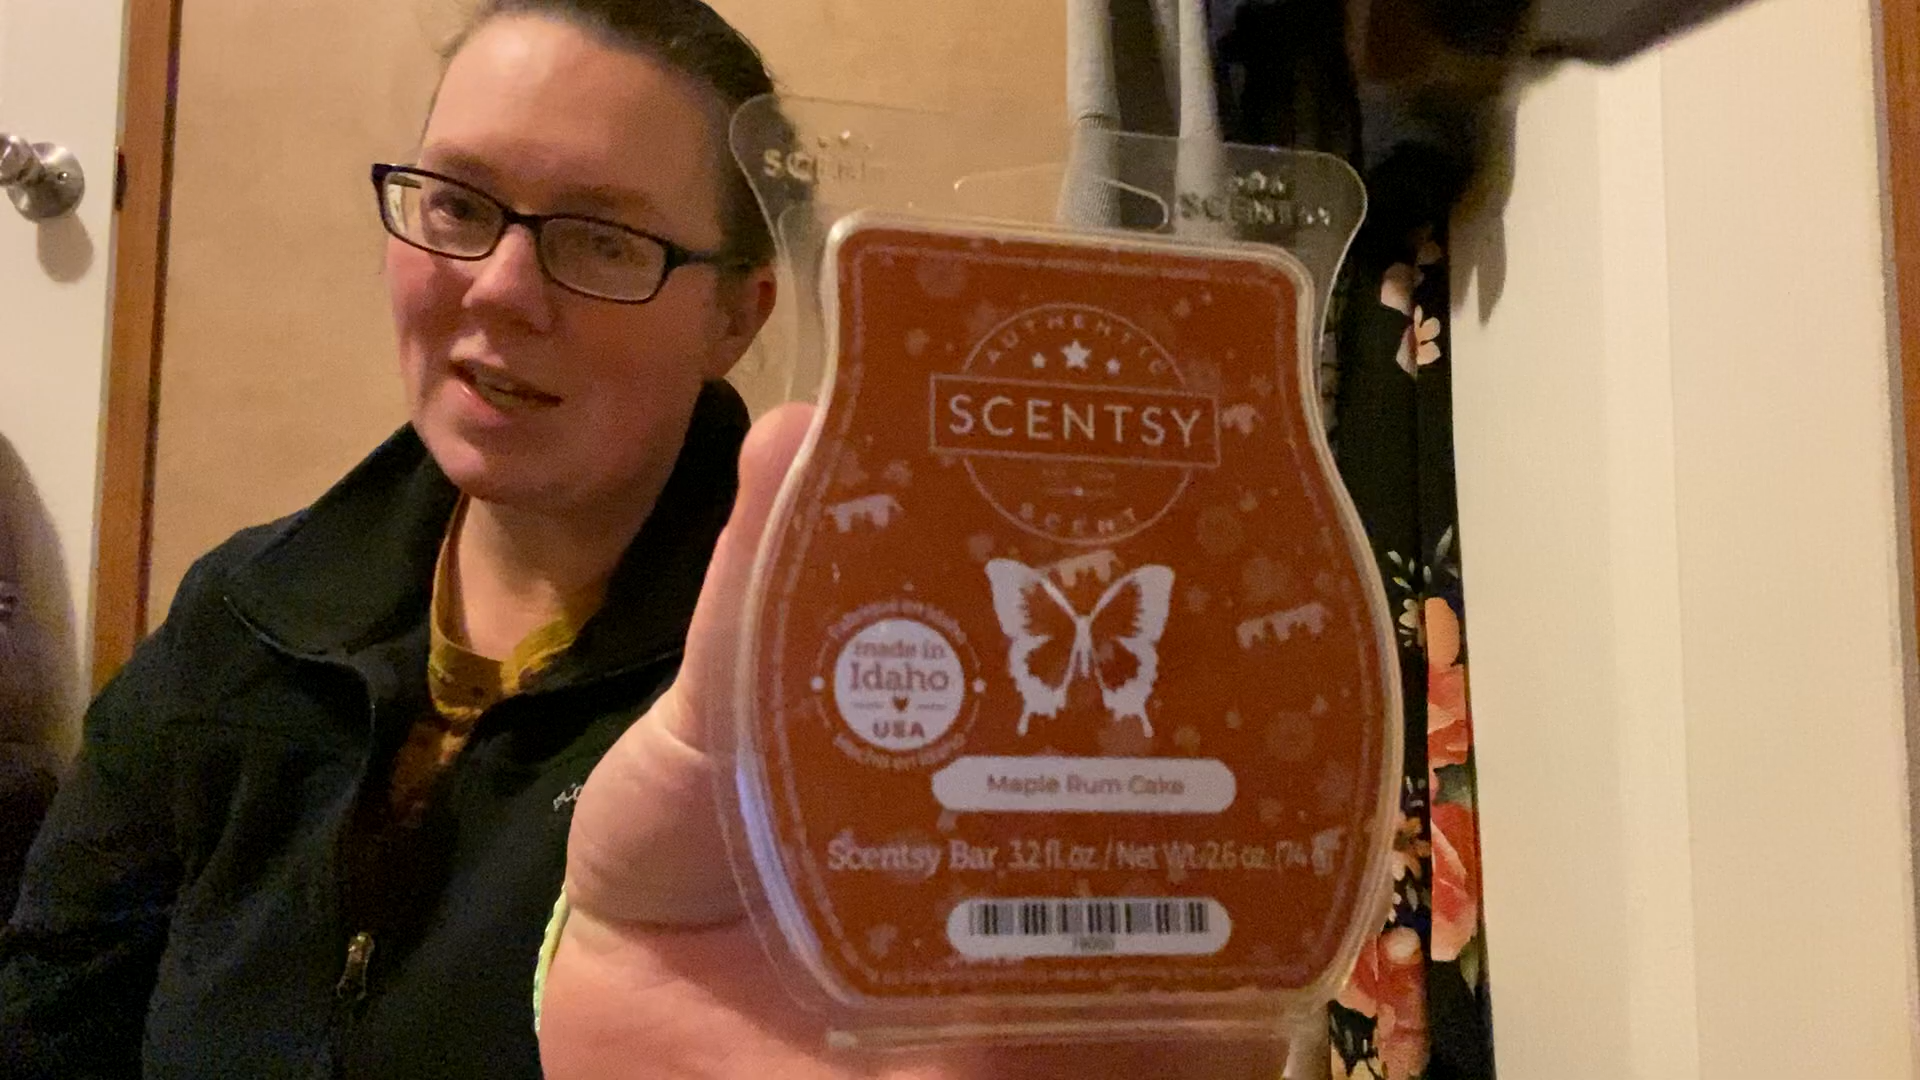 SCENTSY
AUTHENTIC
SCENTSY
SCENT
made in
Idaho
USA
Maple Rum Cake
Scentsy Bar, 3.2 fl. oz. / Net Wt. 2.6 oz. (74 g)